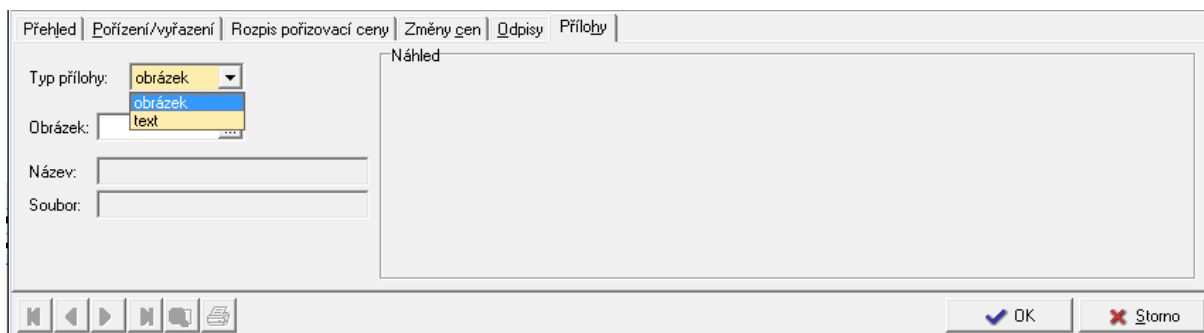 Přehled Pořízení/vyřazení Rozpis pořizovací ceny Změny cen Odpisy Přílohy
Náhled
Typ přílohy: obrázek
obrázek
text
Obrázek: ...
Název:
Soubor:
OK Storno